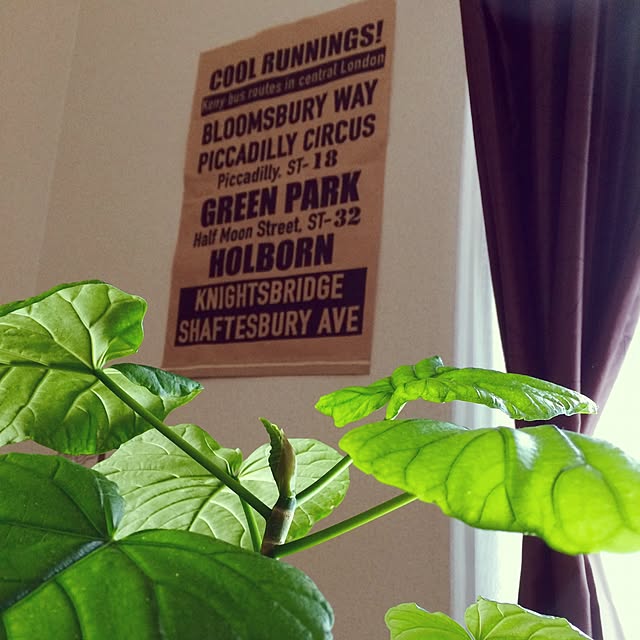 COOL RUNNINGS!
Keny bus routes in central London
BLOOMSBURY WAY
PICCADILLY CIRCUS
Piccadilly, ST-18
GREEN PARK
Half Moon Street, ST-32
HOLBORN
KNIGHTSBRIDGE
SHAFTESBURY AVE